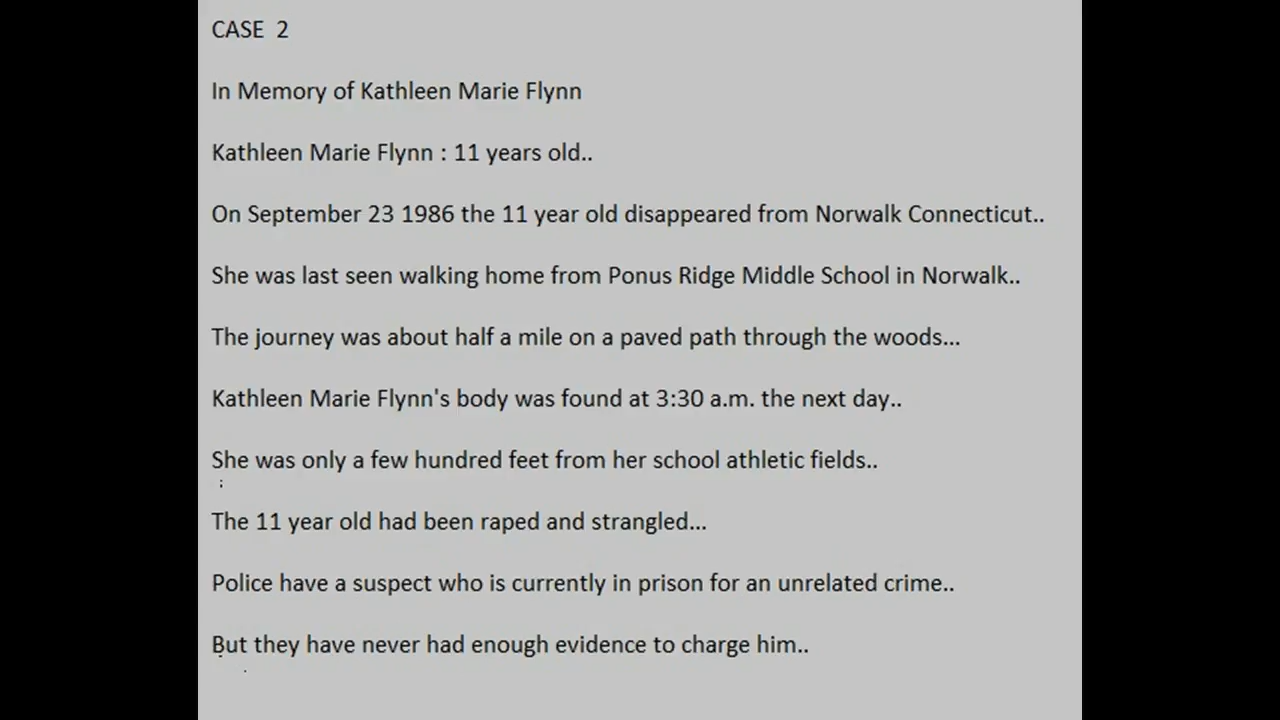 CASE  2
In Memory of Kathleen Marie Flynn
Kathleen Marie Flynn : 11 years old..
On September 23 1986 the 11 year old disappeared from Norwalk Connecticut..
She was last seen walking home from Ponus Ridge Middle School in Norwalk..
The journey was about half a mile on a paved path through the woods...
Kathleen Marie Flynn's body was found at 3:30 a.m. the next day..
She was only a few hundred feet from her school athletic fields..
The 11 year old had been raped and strangled...
Police have a suspect who is currently in prison for an unrelated crime..
But they have never had enough evidence to charge him..